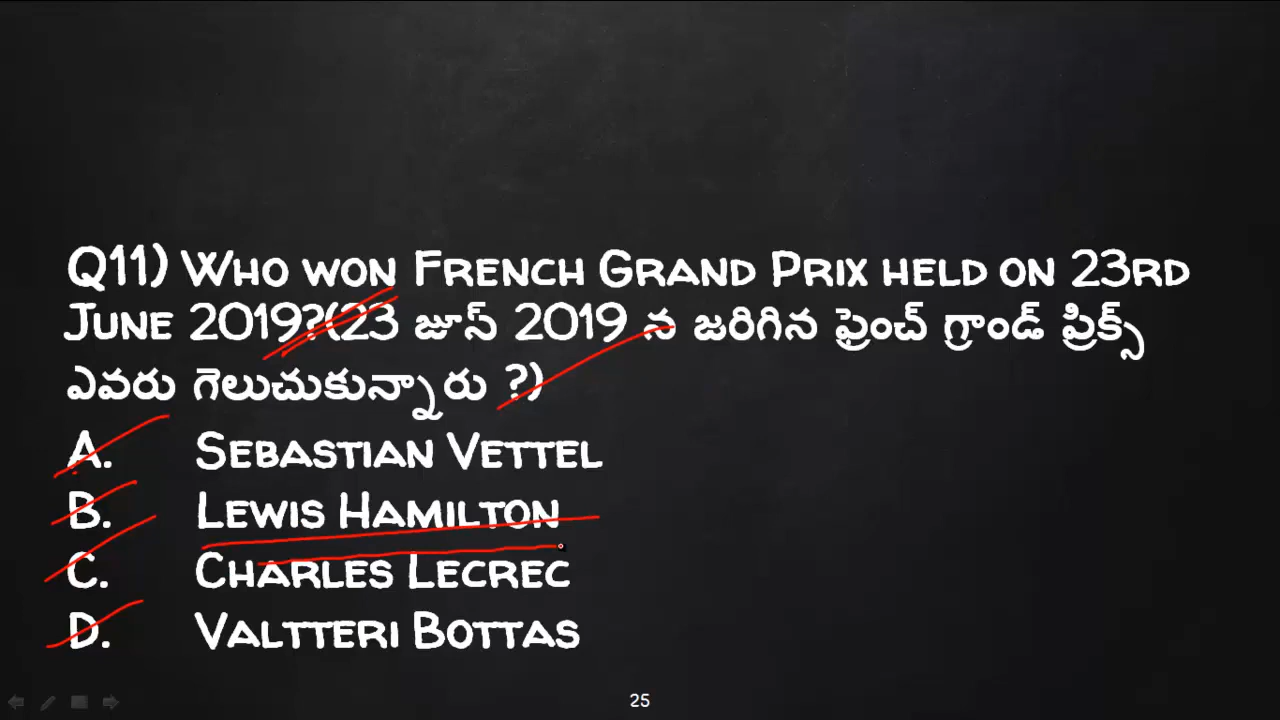 Q11) Who won French Grand Prix held on 23rd
June 2019?(23 జూన్ 2019 న జరిగిన ఫ్రెంచ్ గ్రాండ్ ప్రిక్స్
ఎవరు గెలుచుకున్నారు ?)
A. Sebastian Vettel
B. Lewis Hamilton
C. Charles Lecrec
D. Valtteri Bottas
25